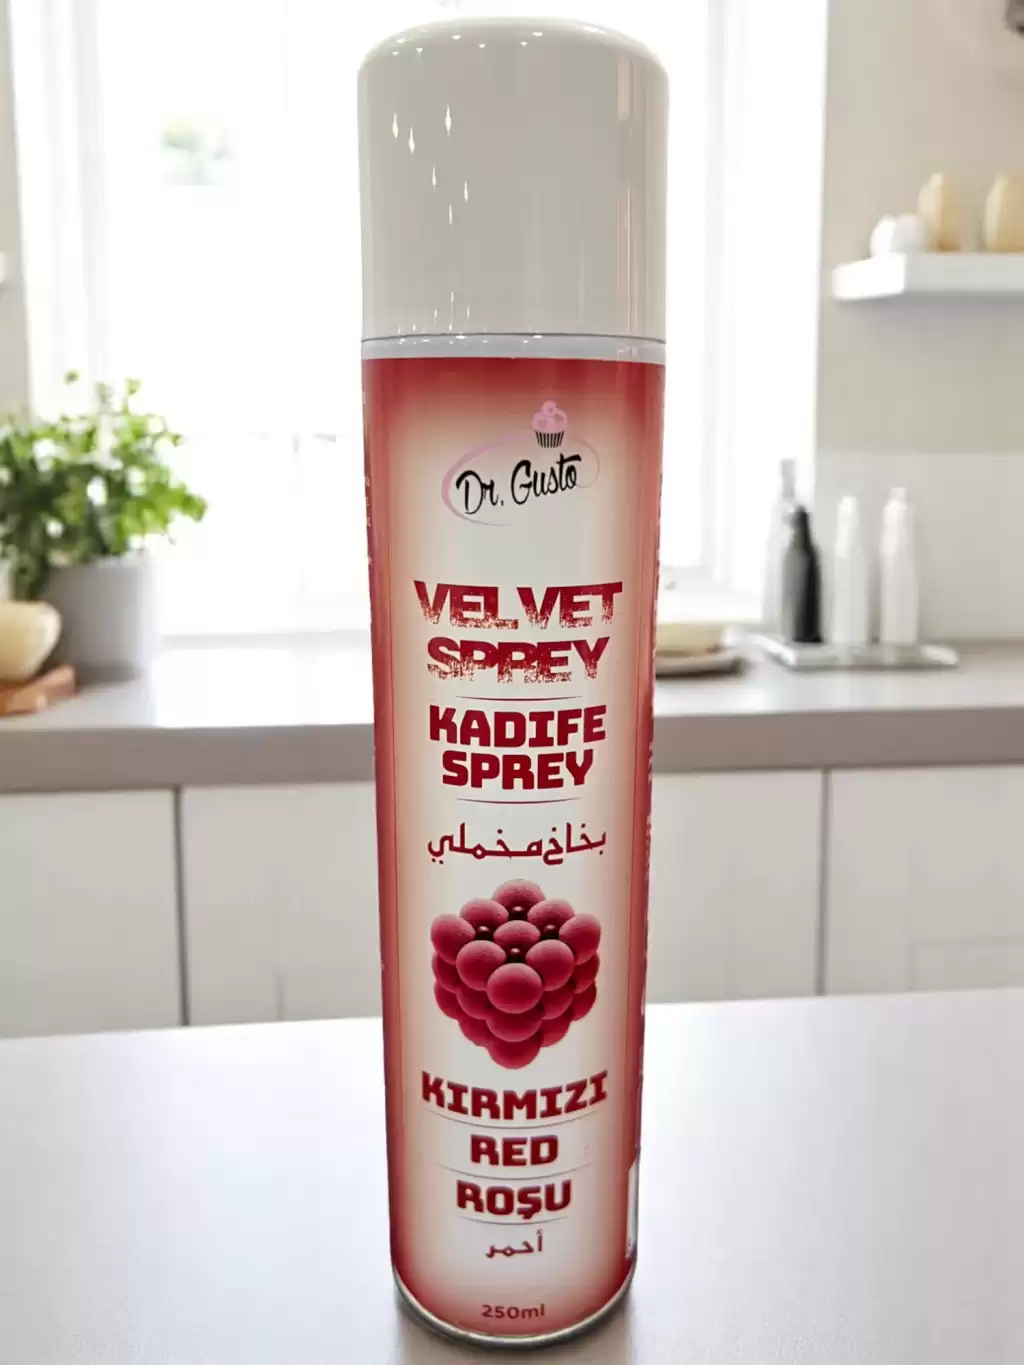 Dr. Gusto
VELVET
SPREY
KADIFE
SPREY
بخاخ مخملي
KIRMIZI
RED
ROŞU
أحمر
250ml